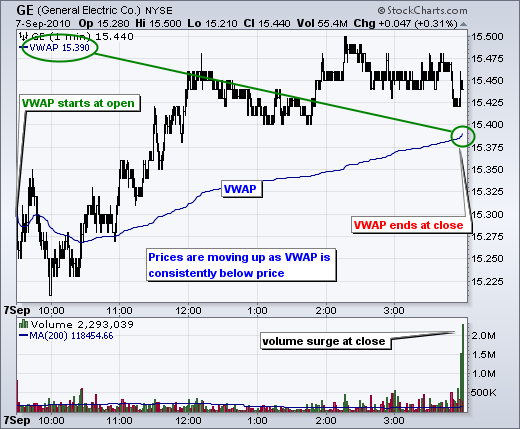 GE (General Electric Co.) NYSE
© StockCharts.com
7-Sep-2010 Op 15.280 Hi 15.50 Lo 15.210 Cl 15.440 Vol 55.4M Chg +0.047 (+0.31%)
GE (1 min) 15.440
VWAP 15.390
15.500
15.475
15.450
15.425
15.400
15.375
15.350
15.325
15.300
15.275
15.250
15.225
VWAP starts at open
VWAP
VWAP ends at close
Prices are moving up as VWAP is
consistently below price
7Sep 10:00 11:00 12:00 1:00 2:00 3:00
Volume 2,293,039
MA(200) 118454.66
volume surge at close
2.0M
1.5M
1.0M
500K
7Sep 10:00 11:00 12:00 1:00 2:00 3:00